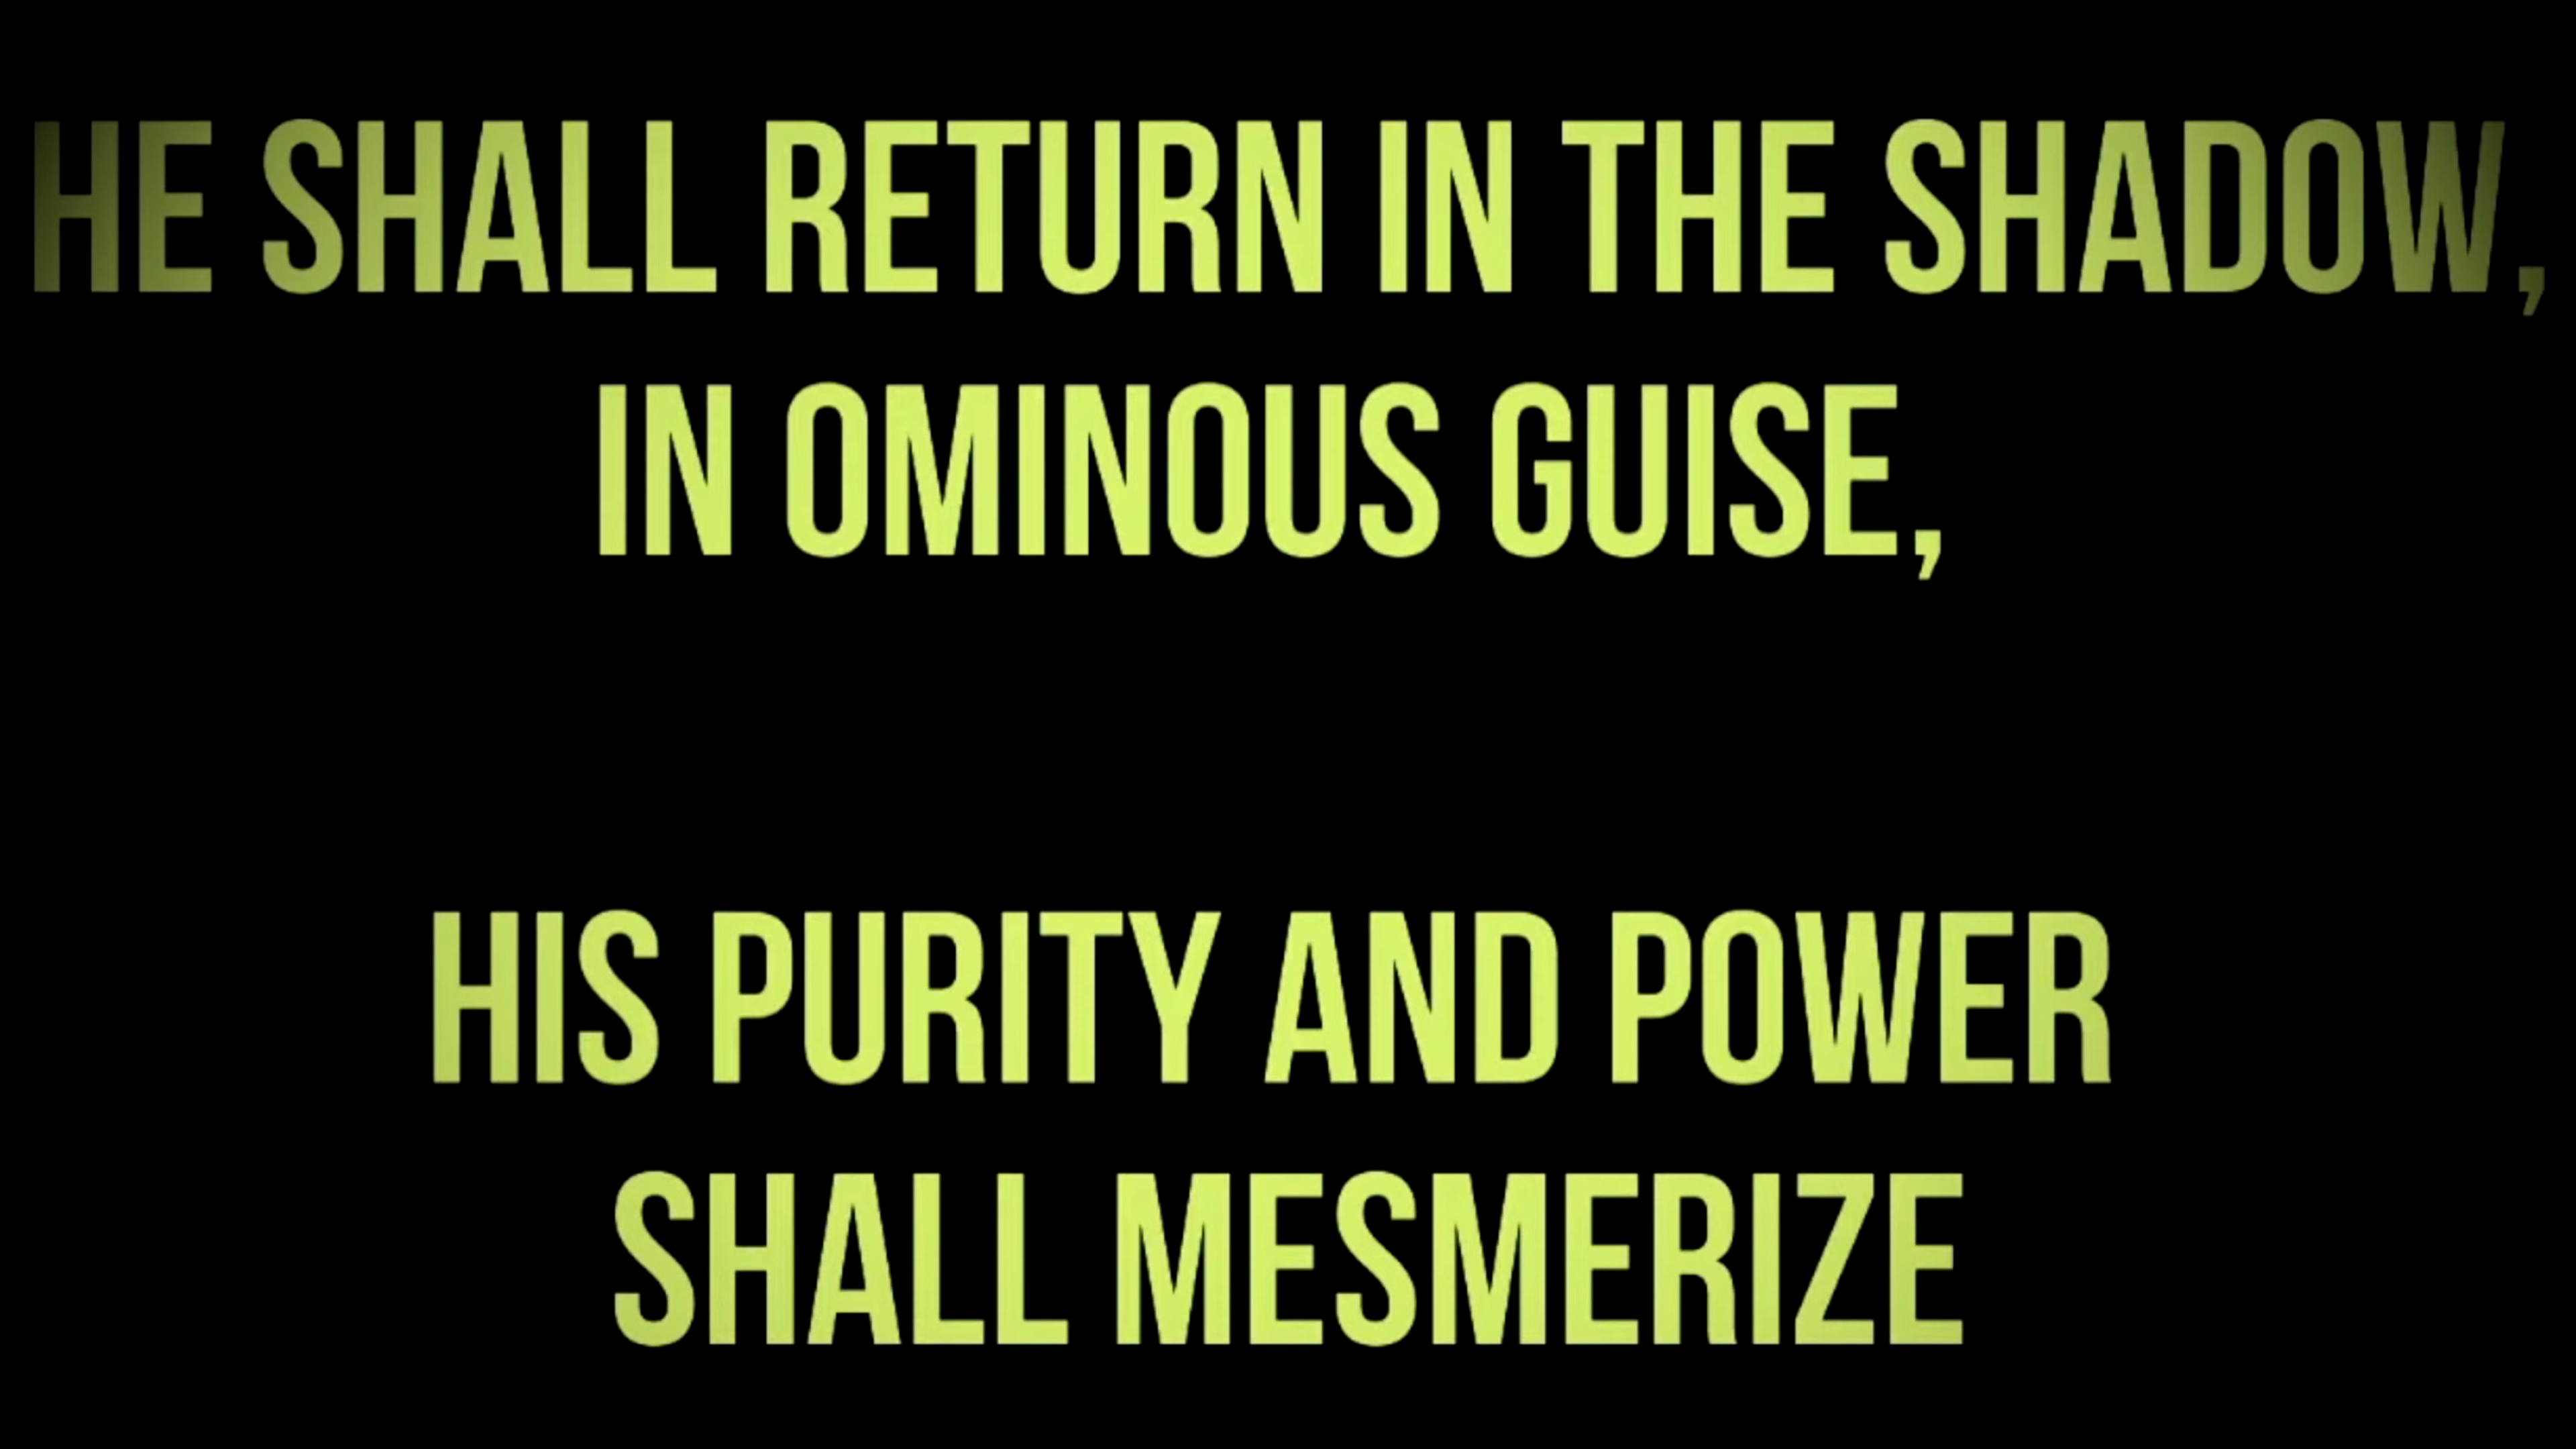 HE SHALL RETURN IN THE SHADOW,
IN OMINOUS GUISE,
HIS PURITY AND POWER
SHALL MESMERIZE